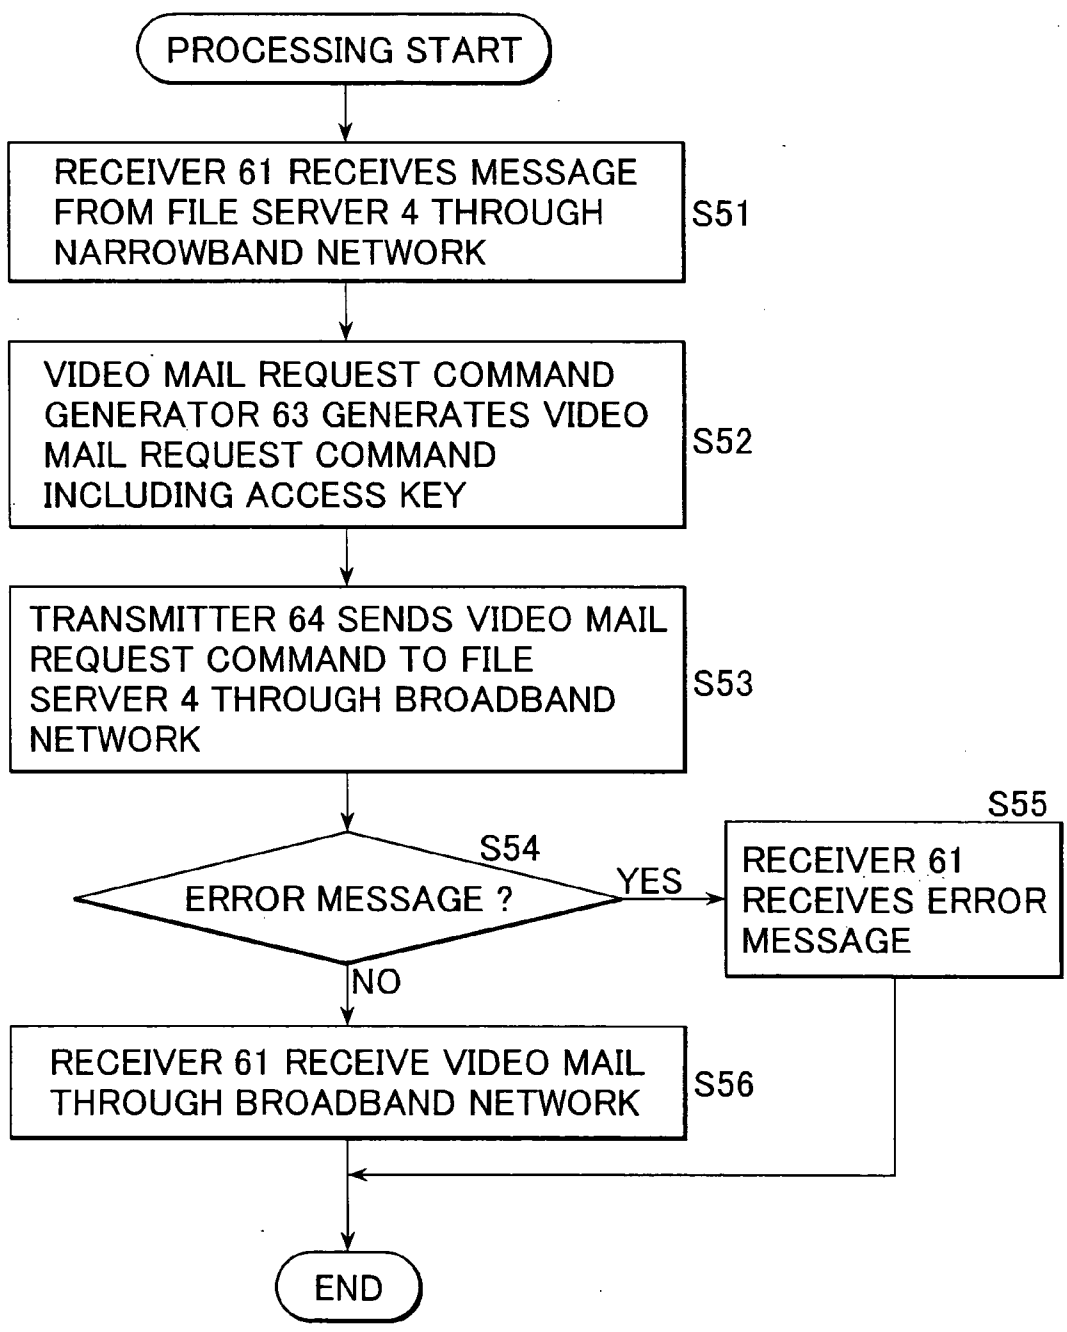 PROCESSING START
RECEIVER 61 RECEIVES MESSAGE
FROM FILE SERVER 4 THROUGH
NARROWBAND NETWORK
S51
VIDEO MAIL REQUEST COMMAND
GENERATOR 63 GENERATES VIDEO
MAIL REQUEST COMMAND
INCLUDING ACCESS KEY
S52
TRANSMITTER 64 SENDS VIDEO MAIL
REQUEST COMMAND TO FILE
SERVER 4 THROUGH BROADBAND
NETWORK
S53
S54
ERROR MESSAGE ?
YES
S55
RECEIVER 61
RECEIVES ERROR
MESSAGE
NO
RECEIVER 61 RECEIVE VIDEO MAIL
THROUGH BROADBAND NETWORK
S56
END